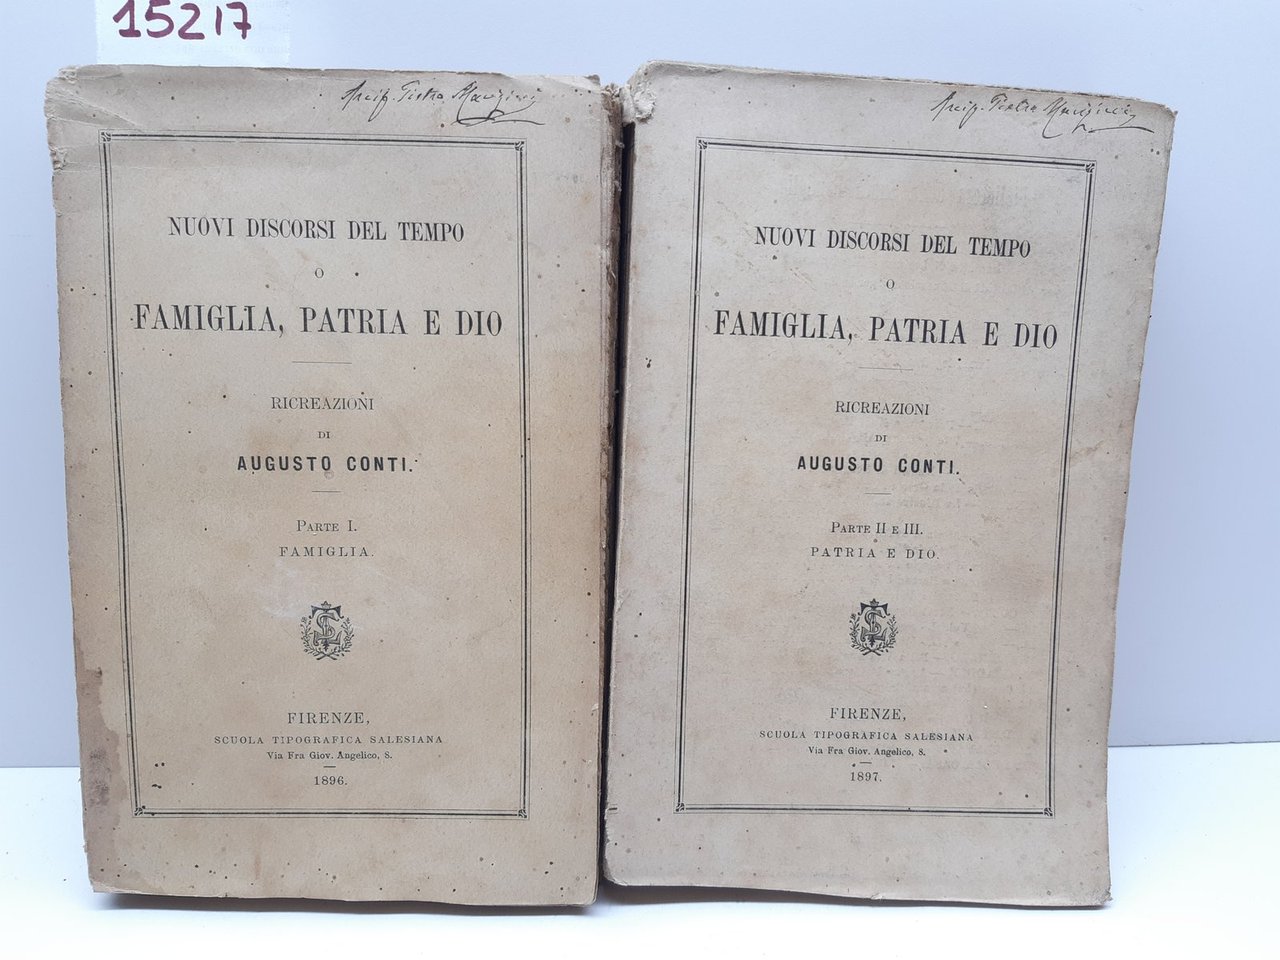 15217
NUOVI DISCORSI DEL TEMPO
O
FAMIGLIA, PATRIA E DIO
RICREAZIONI
DI
AUGUSTO CONTI.
PARTE I.
FAMIGLIA.
FIRENZE,
SCUOLA TIPOGRAFICA SALESIANA
Via Fra Giov. Angelico, 8.
1896.
NUOVI DISCORSI DEL TEMPO
O
FAMIGLIA, PATRIA E DIO
RICREAZIONI
DI
AUGUSTO CONTI.
PARTE II E III.
PATRIA E DIO.
FIRENZE,
SCUOLA TIPOGRAFICA SALESIANA
Via Fra Giov. Angelico, 8.
1897.